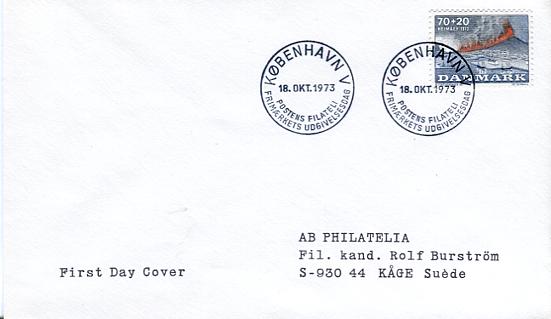 70+20
HEIMAEY 1973
DANMARK
KØBENHAVN V
18. OKT. 1973
POSTENS FILATELI
FRIMÆRKETS UDGIVELSESDAG
KØBENHAVN V
18. OKT. 1973
POSTENS FILATELI
FRIMÆRKETS UDGIVELSESDAG
AB PHILATELIA
Fil. kand. Rolf Burström
S-930 44 KÅGE Suède
First Day Cover